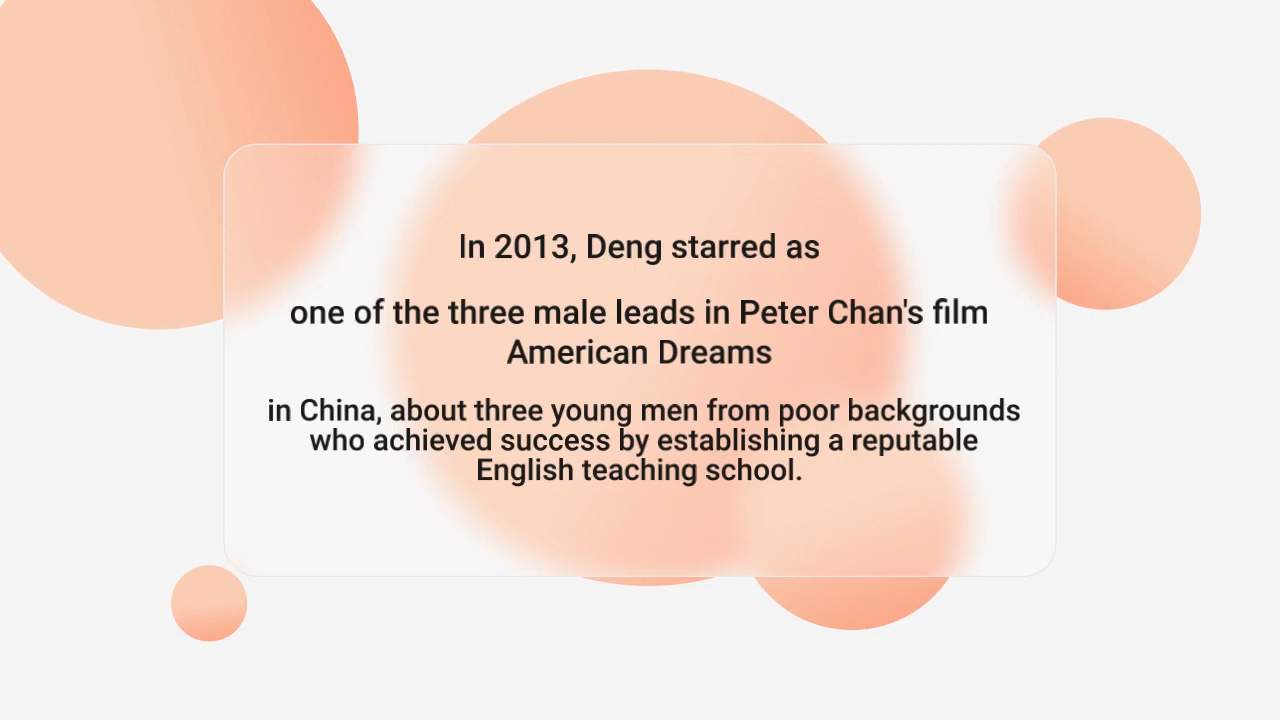 In 2013, Deng starred as
one of the three male leads in Peter Chan's film
American Dreams
in China, about three young men from poor backgrounds
who achieved success by establishing a reputable
English teaching school.